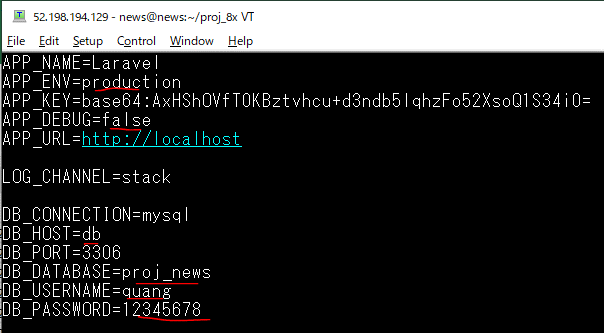 52.198.194.129 - news@news:~/proj_8x VT
File Edit Setup Control Window Help
APP_NAME=Laravel
APP_ENV=production
APP_KEY=base64:AxHShOVfTOKBztvhcu+d3ndb5lqhzFo52XsoQ1S34i0=
APP_DEBUG=false
APP_URL=http://localhost
LOG_CHANNEL=stack
DB_CONNECTION=mysql
DB_HOST=db
DB_PORT=3306
DB_DATABASE=proj_news
DB_USERNAME=quang
DB_PASSWORD=12345678